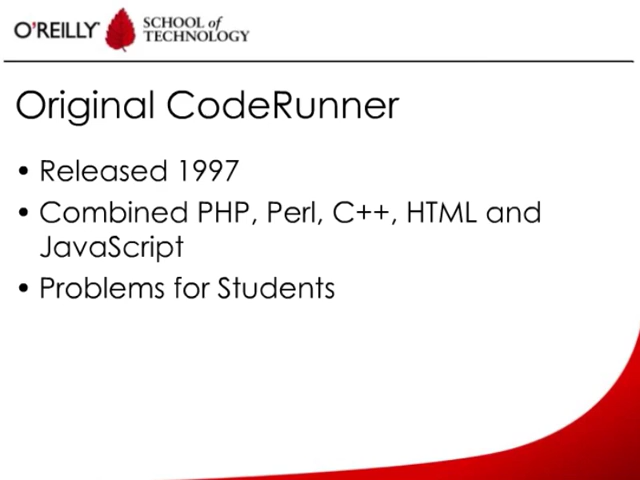 O'REILLY SCHOOL of
TECHNOLOGY
Original CodeRunner
• Released 1997
• Combined PHP, Perl, C++, HTML and
JavaScript
• Problems for Students